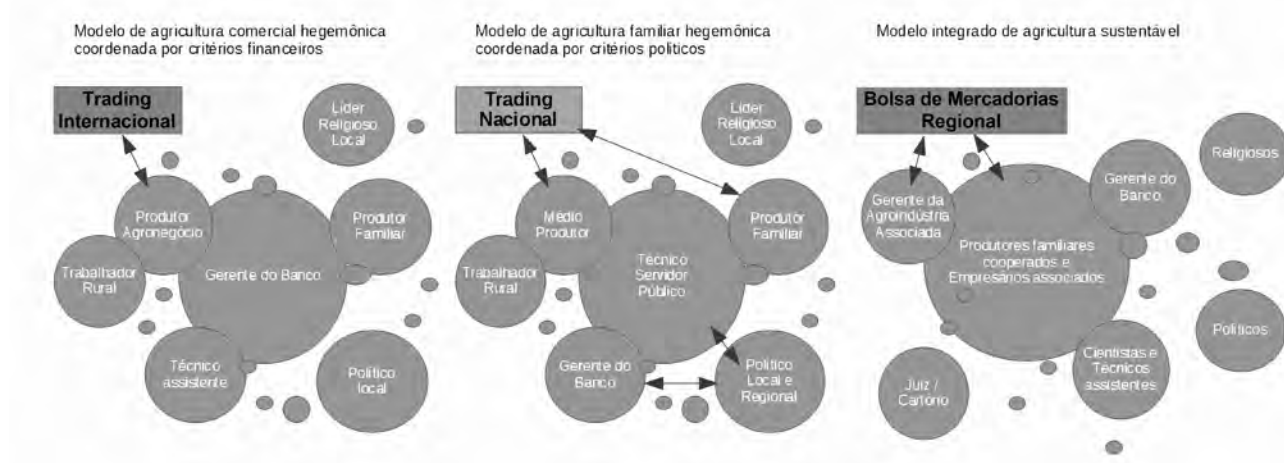 Modelo de agricultura comercial hegemônica
coordenada por critérios financeiros
Trading
Internacional
Líder
Religioso
Local
Produtor
Agronegócio
Produtor
Familiar
Trabalhador
Rural
Gerente do Banco
Técnico
assistente
Político
local
Modelo de agricultura familiar hegemônica
coordenada por critérios políticos
Trading
Nacional
Líder
Religioso
Local
Médio
Produtor
Produtor
Familiar
Trabalhador
Rural
Técnico
Servidor
Público
Gerente do
Banco
Político
Local e
Regional
Modelo integrado de agricultura sustentável
Bolsa de Mercadorias
Regional
Religiosos
Gerente do
Banco
Gerente da
Agroindústria
Associada
Produtores familiares
cooperados e
Empresários associados
Políticos
Cientistas e
Técnicos
assistentes
Juiz /
Cartório